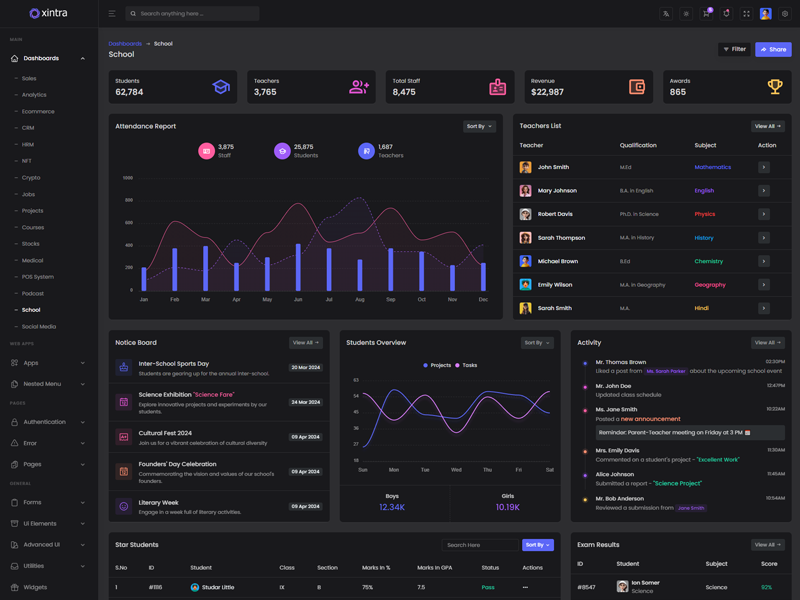 xintra
Search anything here ...
5
MAIN
Dashboards
Sales
Analytics
Ecommerce
CRM
HRM
NFT
Crypto
Jobs
Projects
Courses
Stocks
Medical
POS System
Podcast
School
Social Media
WEB APPS
Apps
Nested Menu
PAGES
Authentication
Error
Pages
GENERAL
Forms
UI Elements
Advanced UI
Utilities
Widgets
Dashboards → School
School
Filter
Share
Students
62,784
Teachers
3,765
Total Staff
8,475
Revenue
$22,987
Awards
865
Attendance Report
Sort By
3,875
Staff
25,875
Students
1,687
Teachers
1000
800
600
400
200
0
Jan Feb Mar Apr May Jun Jul Aug Sep Oct Nov Dec
Teachers List
View All →
Teacher Qualification Subject Action
John Smith M.Ed Mathematics
Mary Johnson B.A. in English English
Robert Davis Ph.D. in Science Physics
Sarah Thompson M.A. in History History
Michael Brown B.Ed Chemistry
Emily Wilson M.A. in Geography Geography
Sarah Smith M.A. Hindi
Notice Board
View All →
Inter-School Sports Day
Students are gearing up for the annual inter-school.
20 Mar 2024
Science Exhibition "Science Fare"
Explore innovative projects and experiments by our
students.
24 Mar 2024
Cultural Fest 2024
Join us for a vibrant celebration of cultural diversity
09 Apr 2024
Founders' Day Celebration
Commemorating the vision and values of our school's
founders.
09 Apr 2024
Literary Week
Engage in a week full of literary activities.
09 Apr 2024
Students Overview
Sort By
Projects Tasks
63
54
45
36
27
18
Sun Mon Tue Wed Thu Fri Sat
Boys
12.34K
Girls
10.19K
Activity
View All →
Mr. Thomas Brown 02:33PM
Liked a post from Ms. Sarah Parker about the upcoming school event
Mr. John Doe 12:47PM
Updated class schedule
Ms. Jane Smith 10:22AM
Posted a new announcement
Reminder: Parent-Teacher meeting on Friday at 3 PM
Mrs. Emily Davis 11:30AM
Commented on a student's project - "Excellent Work"
Alice Johnson 11:45AM
Submitted a report - "Science Project"
Mr. Bob Anderson 10:54AM
Reviewed a submission from Jane Smith
Star Students
Search Here
Sort By
S.No ID Student Class Section Marks In % Marks In GPA Status Actions
1 #1116 Studar Little IX B 75% 7.5 Pass
Exam Results
View All →
ID Student Subject Score
#8547 Ion Somer Science 92%
Science